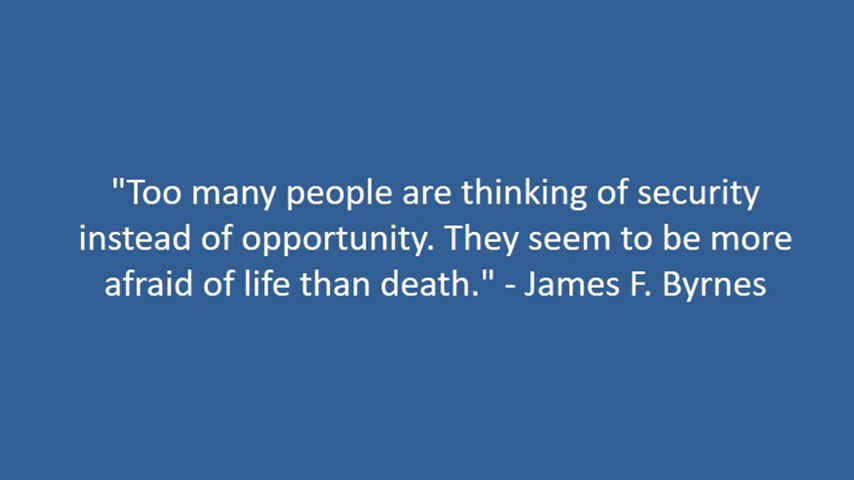 "Too many people are thinking of security
instead of opportunity. They seem to be more
afraid of life than death." - James F. Byrnes